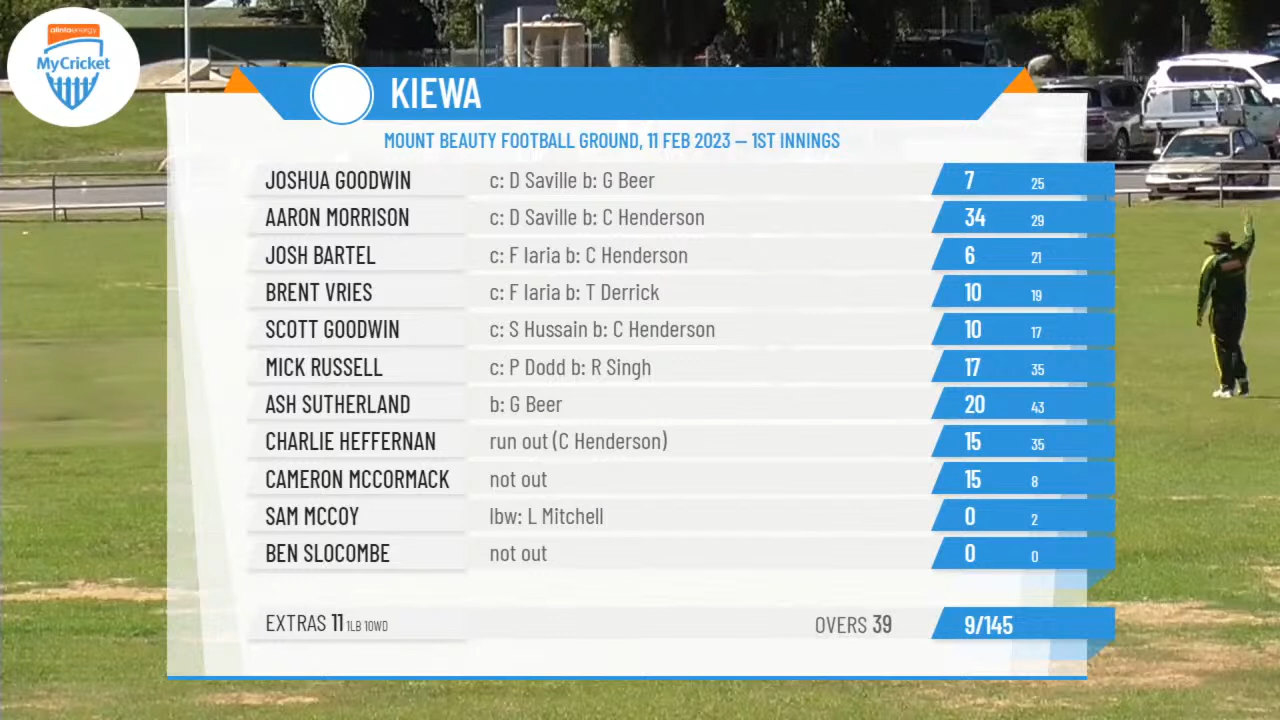 alintaenergy
MyCricket
KIEWA
MOUNT BEAUTY FOOTBALL GROUND, 11 FEB 2023 – 1ST INNINGS
JOSHUA GOODWIN c: D Saville b: G Beer 7 25
AARON MORRISON c: D Saville b: C Henderson 34 29
JOSH BARTEL c: F Iaria b: C Henderson 6 21
BRENT VRIES c: F Iaria b: T Derrick 10 19
SCOTT GOODWIN c: S Hussain b: C Henderson 10 17
MICK RUSSELL c: P Dodd b: R Singh 17 35
ASH SUTHERLAND b: G Beer 20 43
CHARLIE HEFFERNAN run out (C Henderson) 15 35
CAMERON MCCORMACK not out 15 8
SAM MCCOY lbw: L Mitchell 0 2
BEN SLOCOMBE not out 0 0
EXTRAS 11 1LB 10WD OVERS 39 9/145